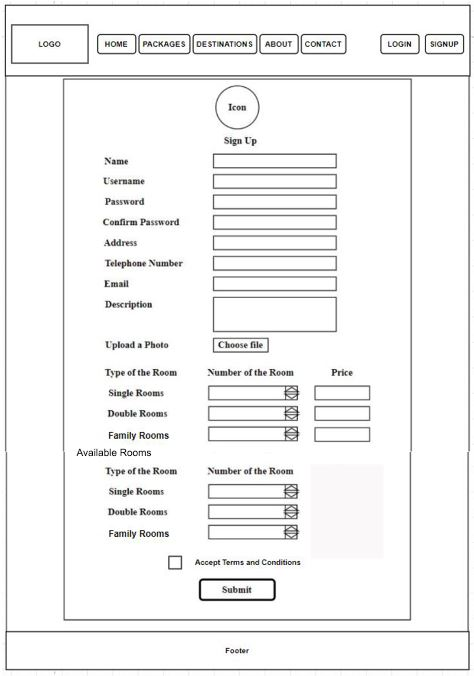 LOGO HOME PACKAGES DESTINATIONS ABOUT CONTACT LOGIN SIGNUP
Icon
Sign Up
Name
Username
Password
Confirm Password
Address
Telephone Number
Email
Description
Upload a Photo Choose file
Type of the Room Number of the Room Price
Single Rooms
Double Rooms
Family Rooms
Available Rooms
Type of the Room Number of the Room
Single Rooms
Double Rooms
Family Rooms
Accept Terms and Conditions
Submit
Footer